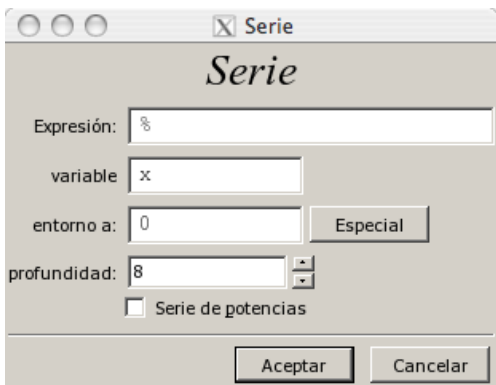 Serie
Serie
Expresión: %
variable x
entorno a: 0 Especial
profundidad: 8
Serie de potencias
Aceptar Cancelar